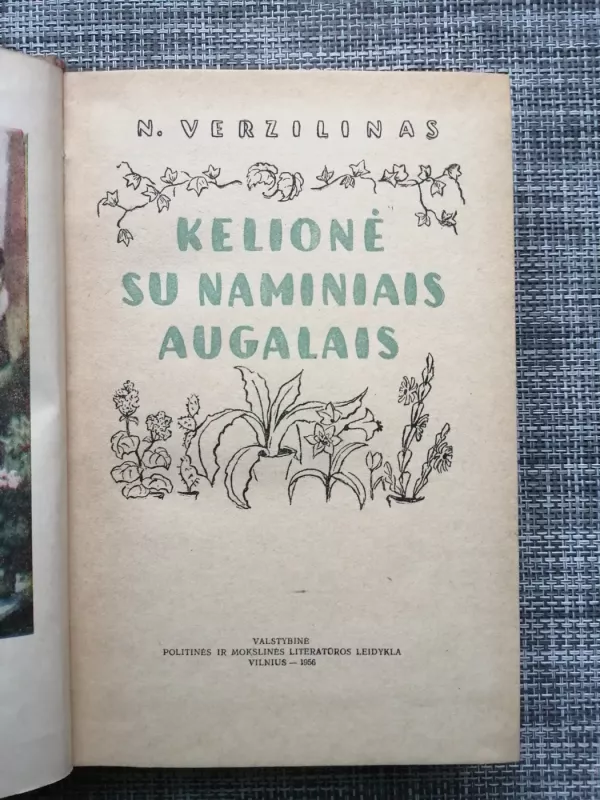 N. VERZILINAS
KELIONĖ
SU NAMINIAIS
AUGALAIS
VALSTYBINĖ
POLITINĖS IR MOKSLINĖS LITERATŪROS LEIDYKLA
VILNIUS — 1956